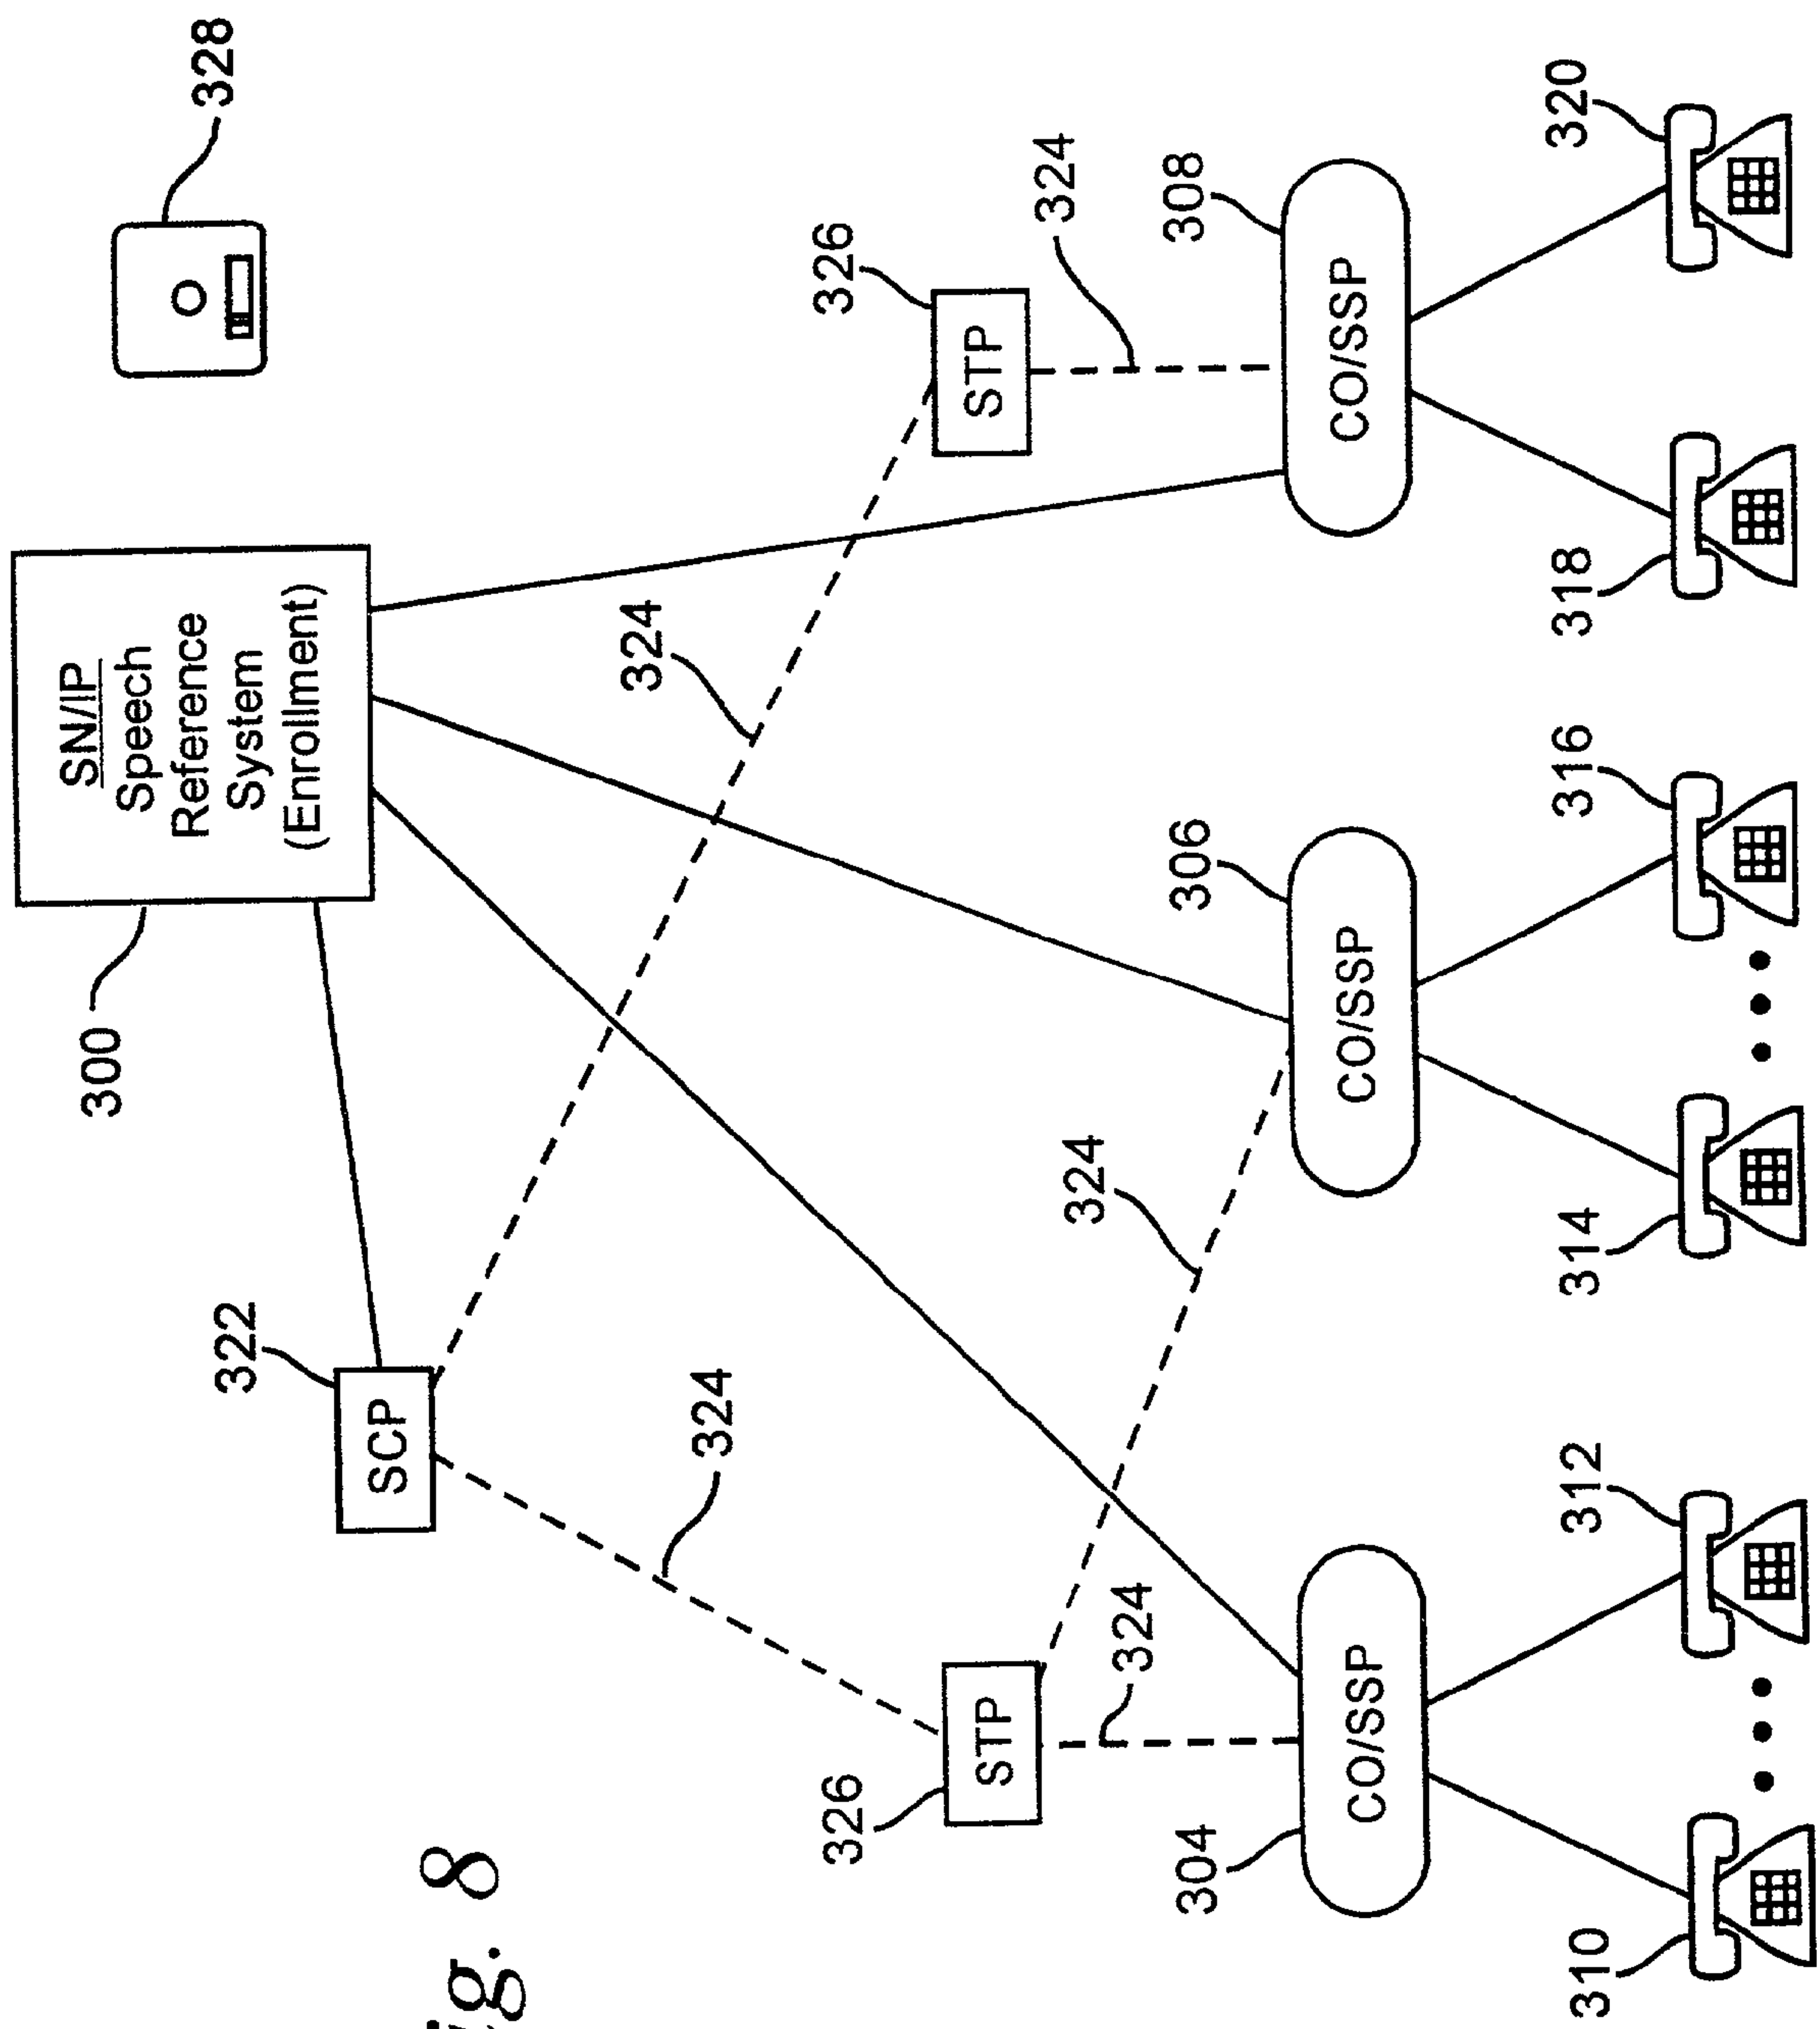 300
SN/IP
Speech
Reference
System
(Enrollment)
328
322
SCP
ig. 8
324
324
326
STP
326
STP
324
324
324
304
CO/SSP
306
CO/SSP
308
CO/SSP
310
312
314
316
318
320